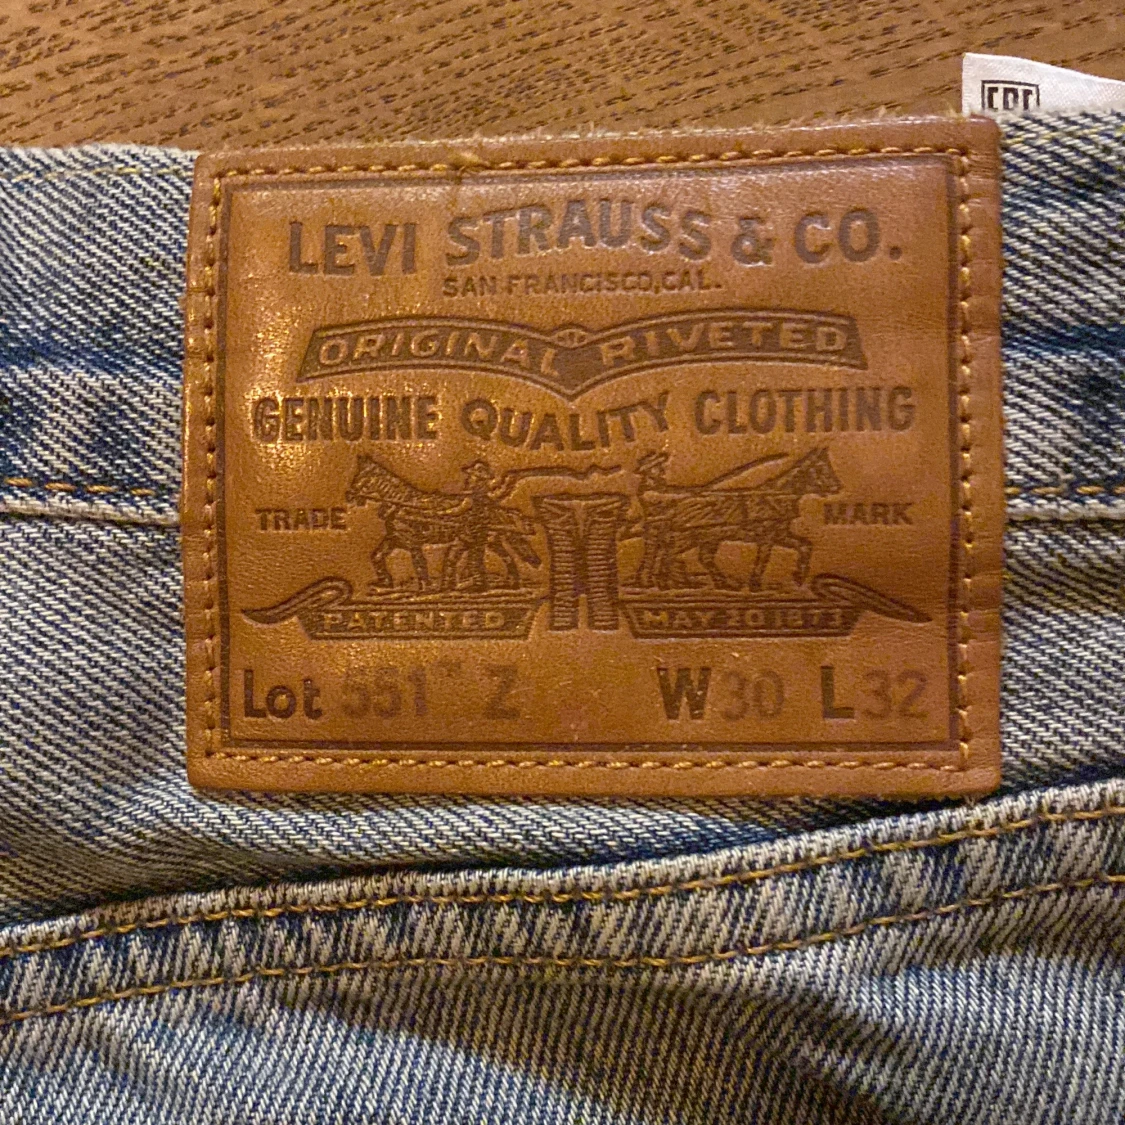 LEVI STRAUSS & CO.
SAN FRANCISCO, CAL.
ORIGINAL RIVETED
GENUINE QUALITY CLOTHING
TRADE MARK
PATENTED MAY 20 1873
Lot 551™ Z W30 L32